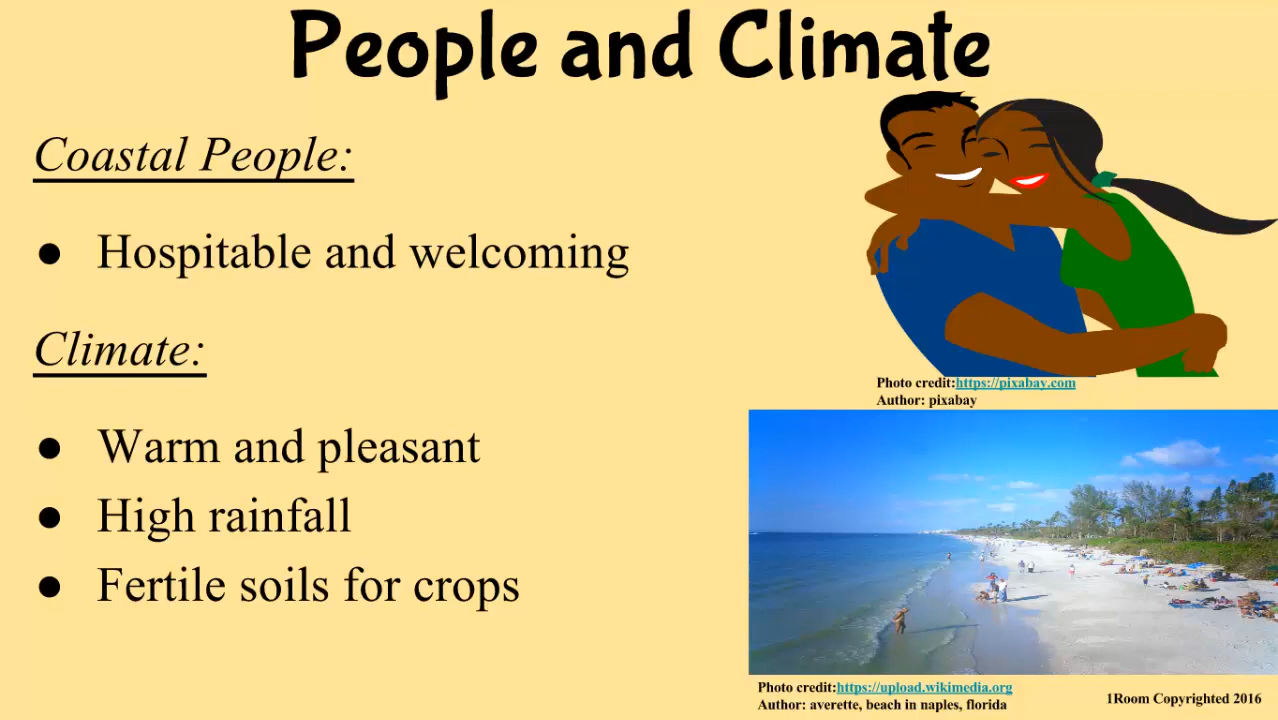 People and Climate
Coastal People:
● Hospitable and welcoming
Climate:
● Warm and pleasant
● High rainfall
● Fertile soils for crops
Photo credit:https://pixabay.com
Author: pixabay
Photo credit:https://upload.wikimedia.org
Author: averette, beach in naples, florida
1Room Copyrighted 2016